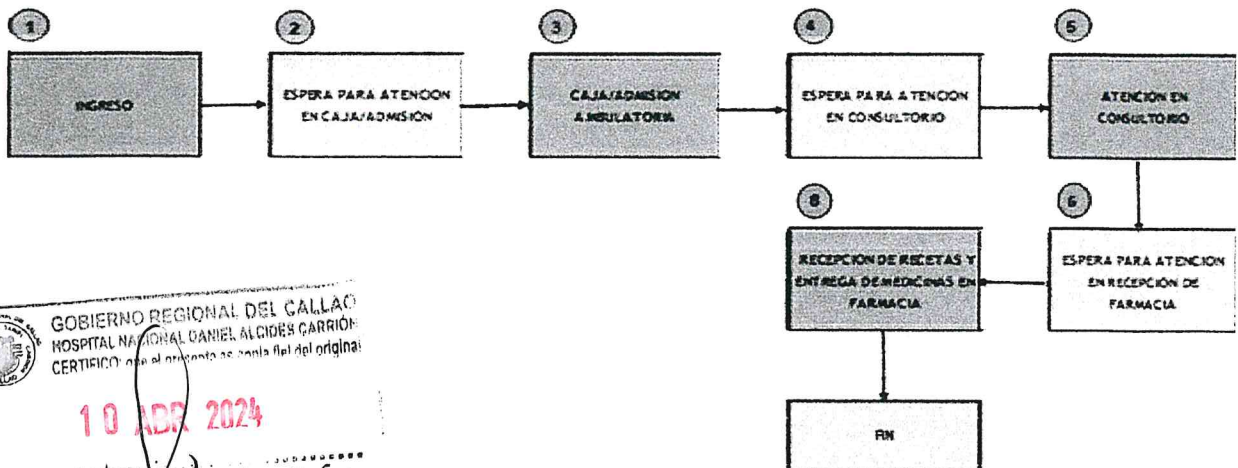 1
INGRESO
2
ESPERA PARA ATENCION
EN CAJA/ADMISIÓN
3
CAJA/ADMISION
AMBULATORIA
4
ESPERA PARA ATENCION
EN CONSULTORIO
5
ATENCION EN
CONSULTORIO
6
ESPERA PARA ATENCION
EN RECEPCIÓN DE
FARMACIA
8
RECEPCION DE RECETAS Y
ENTREGA DE MEDICINAS EN
FARMACIA
FIN
GOBIERNO REGIONAL DEL CALLAO
HOSPITAL NACIONAL DANIEL ALCIDES CARRIÓN
CERTIFICO: que el presente es copia fiel del original
10 ABR 2024